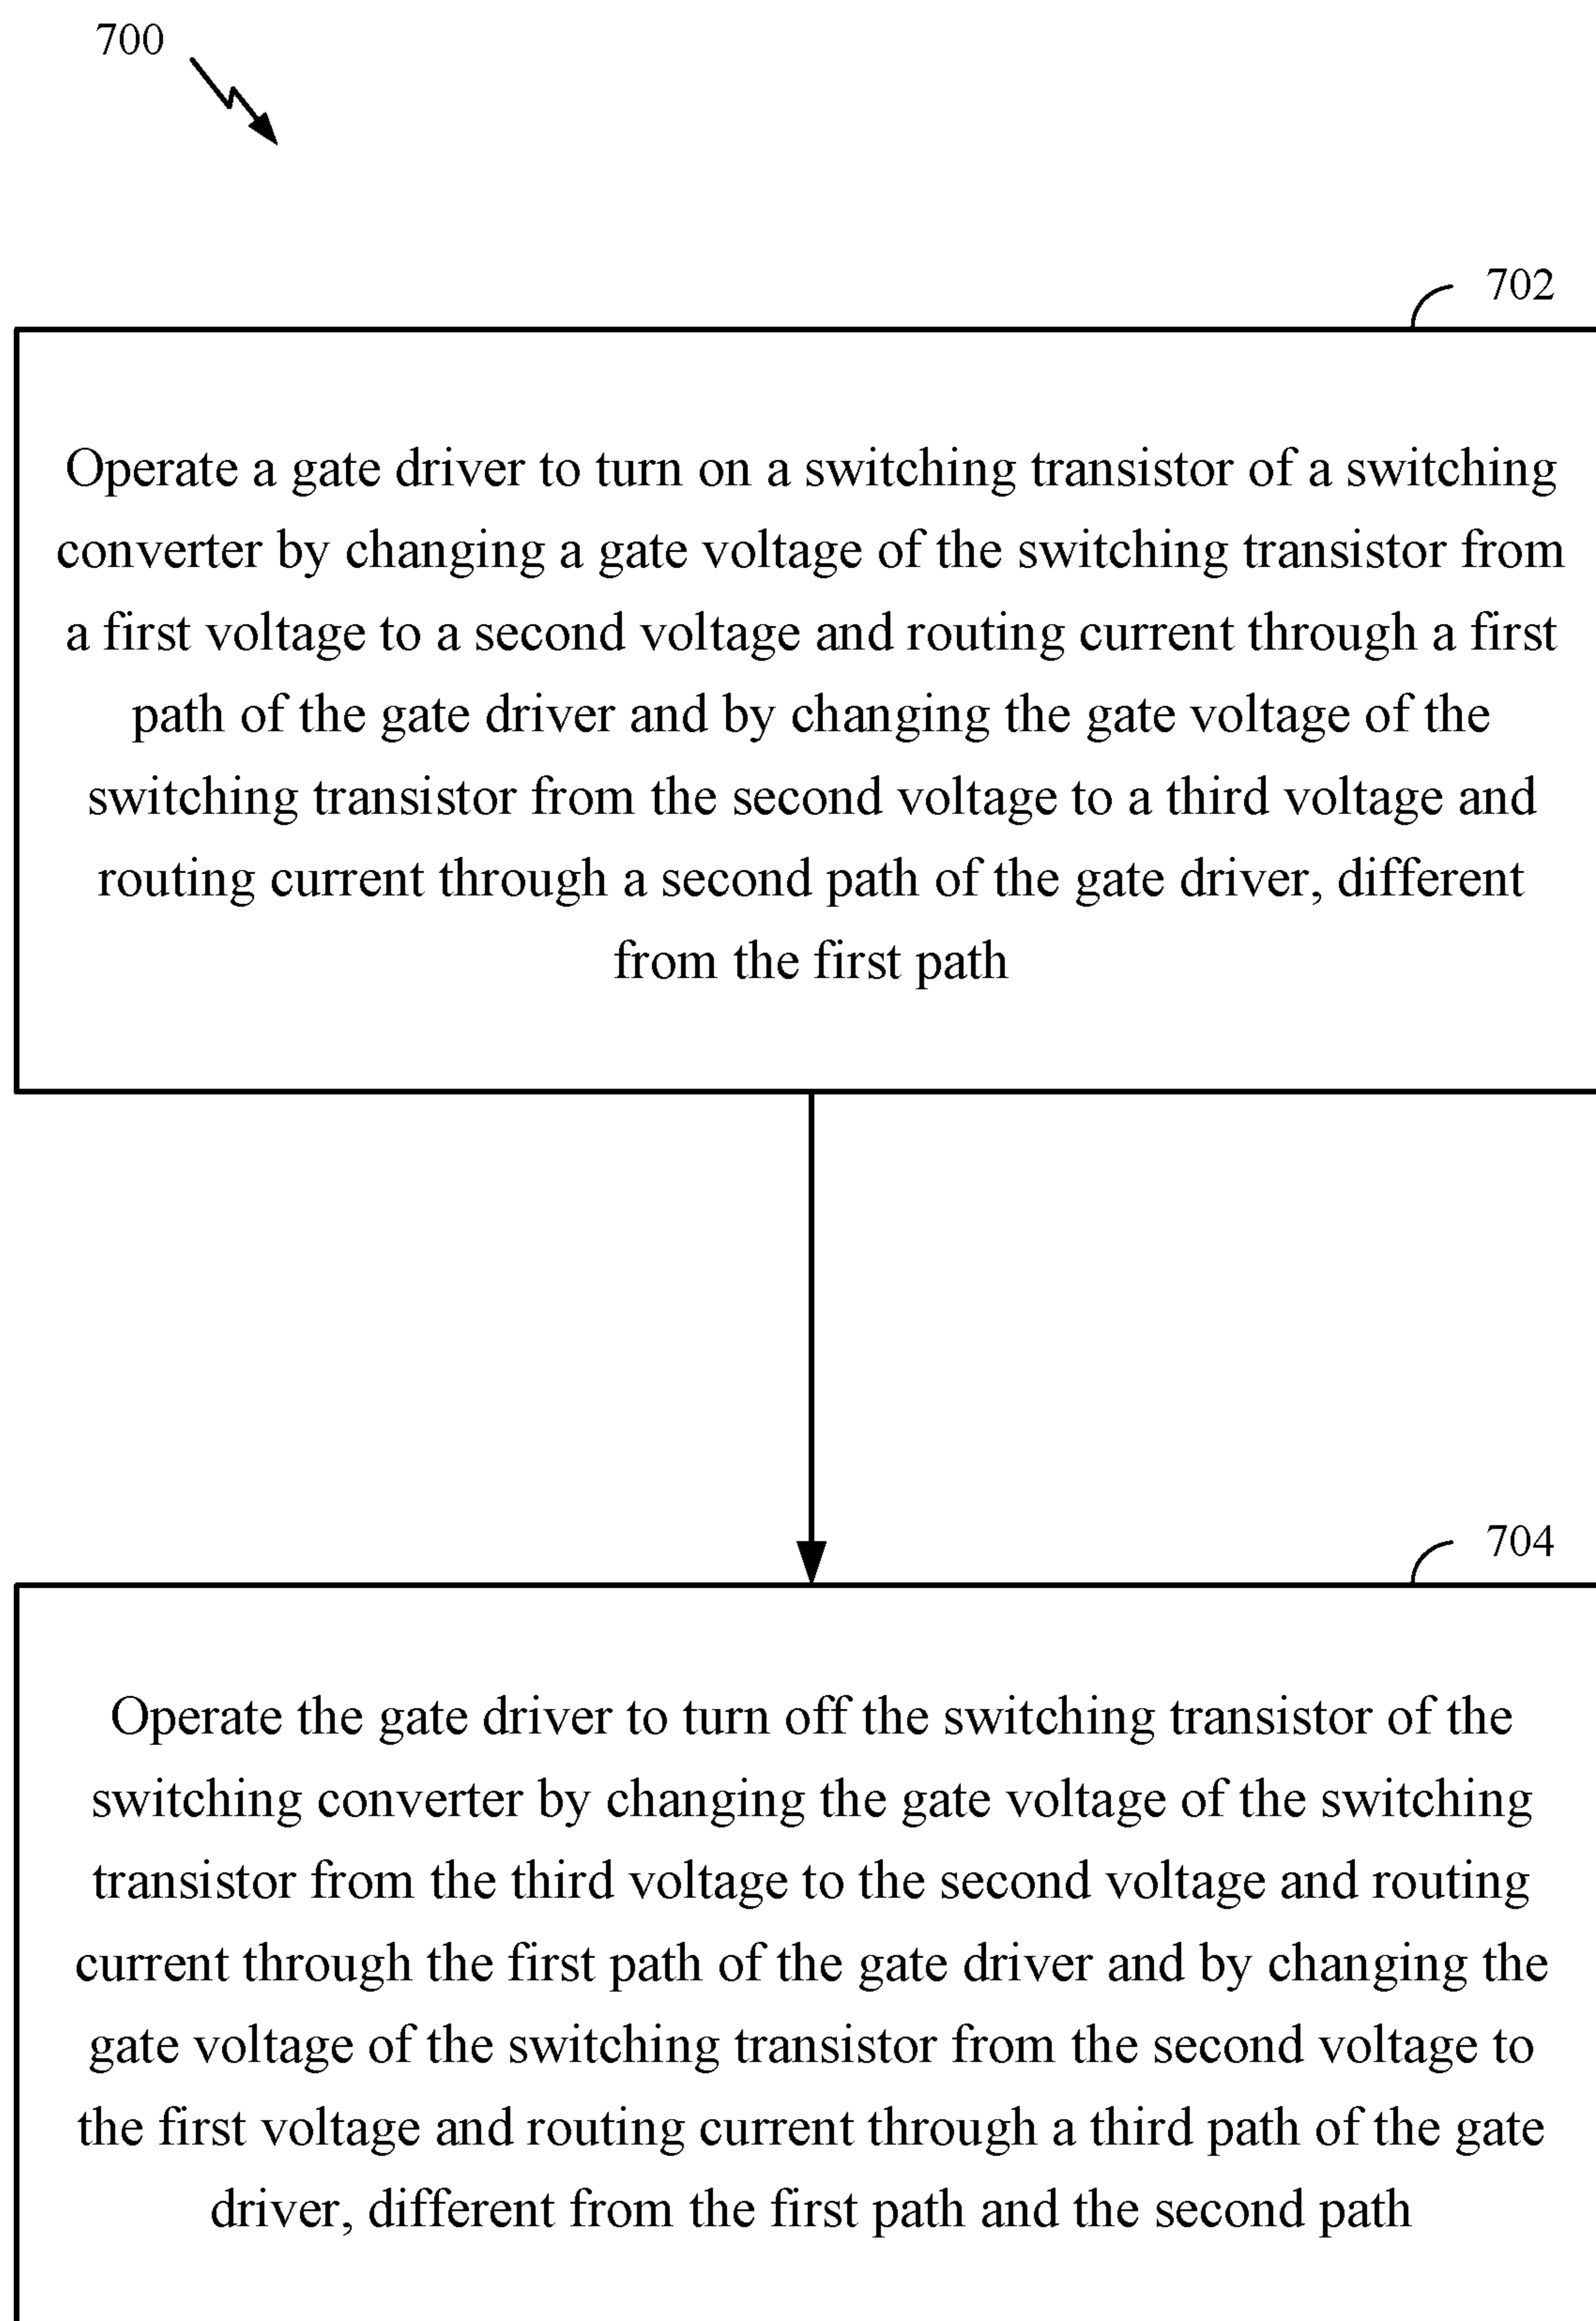 700
702
Operate a gate driver to turn on a switching transistor of a switching
converter by changing a gate voltage of the switching transistor from
a first voltage to a second voltage and routing current through a first
path of the gate driver and by changing the gate voltage of the
switching transistor from the second voltage to a third voltage and
routing current through a second path of the gate driver, different
from the first path
704
Operate the gate driver to turn off the switching transistor of the
switching converter by changing the gate voltage of the switching
transistor from the third voltage to the second voltage and routing
current through the first path of the gate driver and by changing the
gate voltage of the switching transistor from the second voltage to
the first voltage and routing current through a third path of the gate
driver, different from the first path and the second path